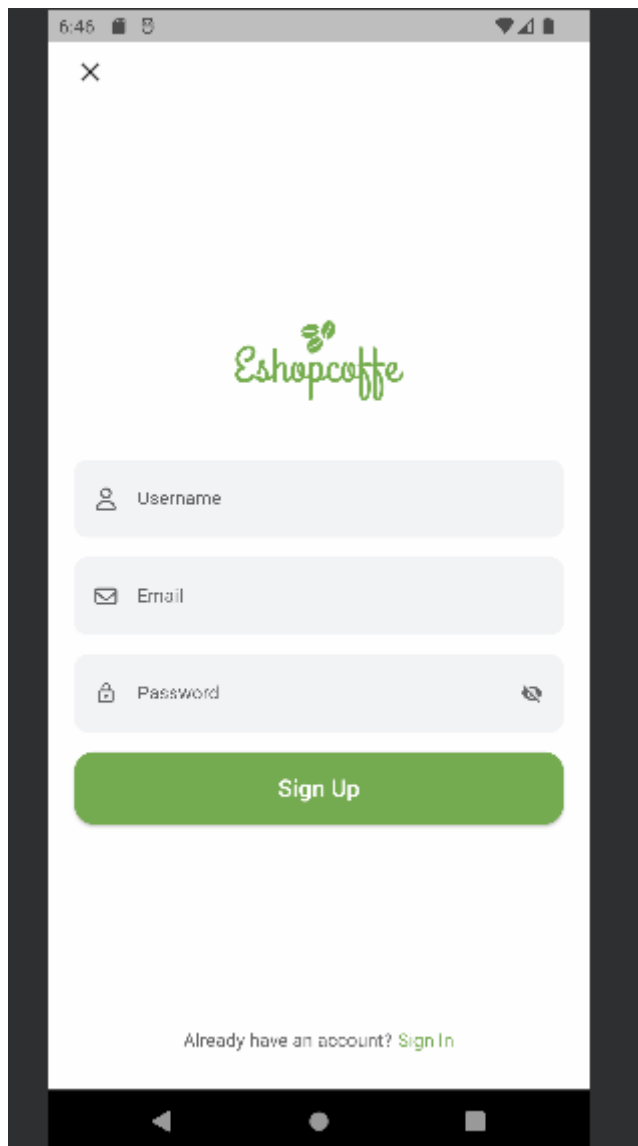 6:46
Eshopcoffe
Username
Email
Password
Sign Up
Already have an account? Sign In